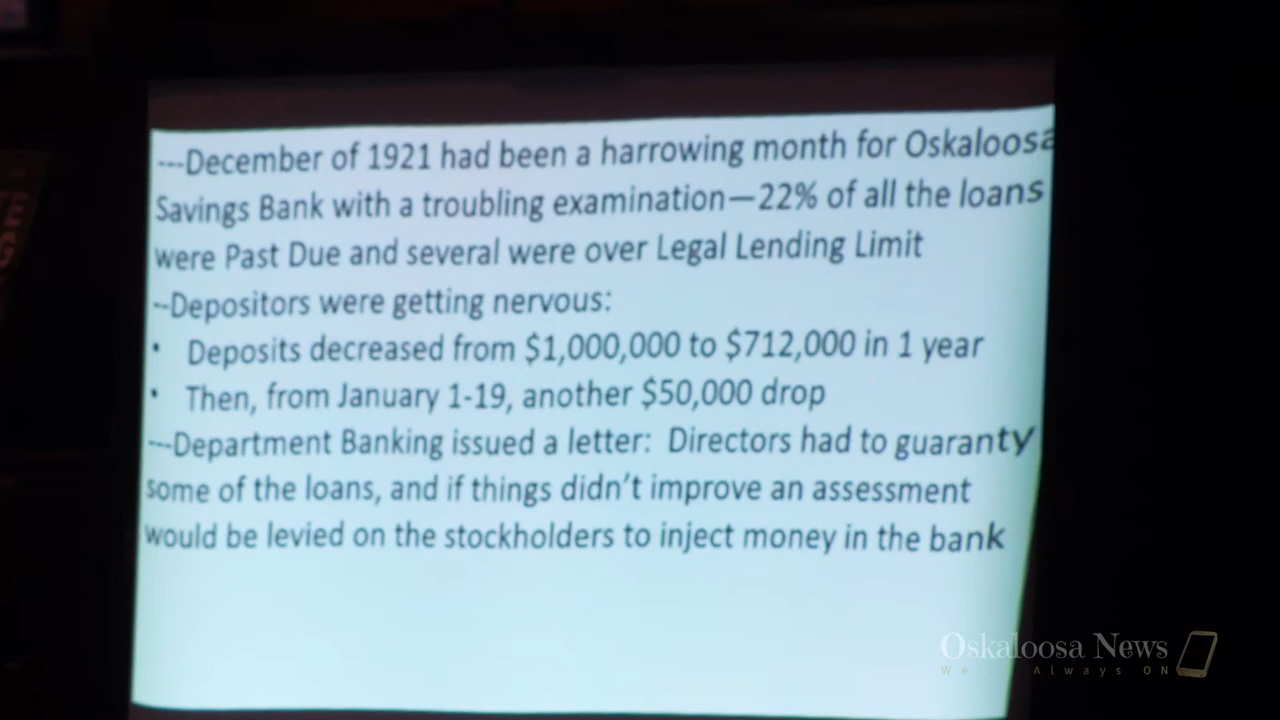 ---December of 1921 had been a harrowing month for Oskaloosa
Savings Bank with a troubling examination—22% of all the loans
were Past Due and several were over Legal Lending Limit
--Depositors were getting nervous:
• Deposits decreased from $1,000,000 to $712,000 in 1 year
• Then, from January 1-19, another $50,000 drop
---Department Banking issued a letter: Directors had to guaranty
some of the loans, and if things didn't improve an assessment
would be levied on the stockholders to inject money in the bank
Oskaloosa News
Always ON